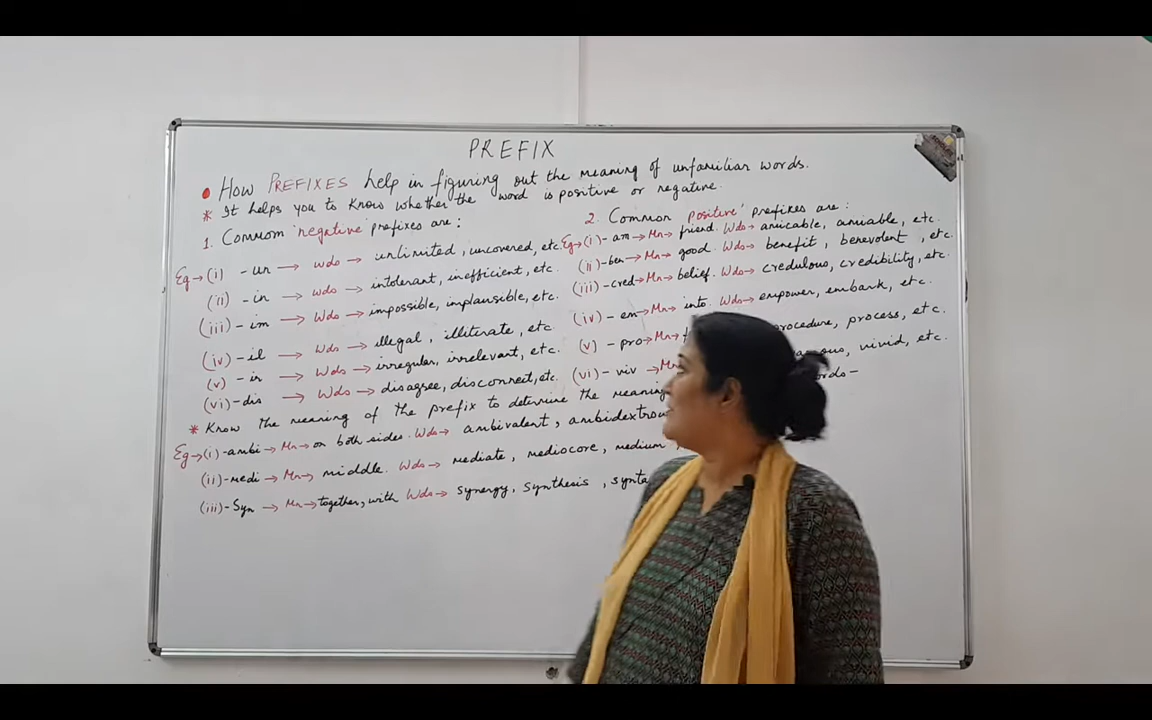 PREFIX
• How PREFIXES help in figuring out the meaning of unfamiliar words.
* It helps you to know whether the word is positive or negative.
1. Common 'negative' prefixes are :
Eg → (i) - un → Wds → unlimited, uncovered, etc.
(ii) - in → Wds → intolerant, inefficient, etc.
(iii) - im → Wds → impossible, implausible, etc.
(iv) - il → Wds → illegal, illiterate, etc.
(v) - ir → Wds → irregular, irrelevant, etc.
(vi) - dis → Wds → disagree, disconnect, etc.
2. Common 'positive' prefixes are :
Eg → (i) - am → Mn → friend. Wds → amicable, amiable, etc.
(ii) - ben → Mn → good. Wds → benefit, benevolent, etc.
(iii) - cred → Mn → belief. Wds → credulous, credibility, etc.
(iv) - em → Mn → into. Wds → empower, embark, etc.
(v) - pro → Mn → procedure, process, etc.
(vi) - viv → Mn vivid, etc.
* Know the meaning of the prefix to determine the meaning words -
Eg → (i) - ambi → Mn → on both sides. Wds → ambivalent, ambidextrou
(ii) - medi → Mn → middle. Wds → mediate, mediocore, medium,
(iii) - Syn → Mn → together, with Wds → synergy, synthesis, synta